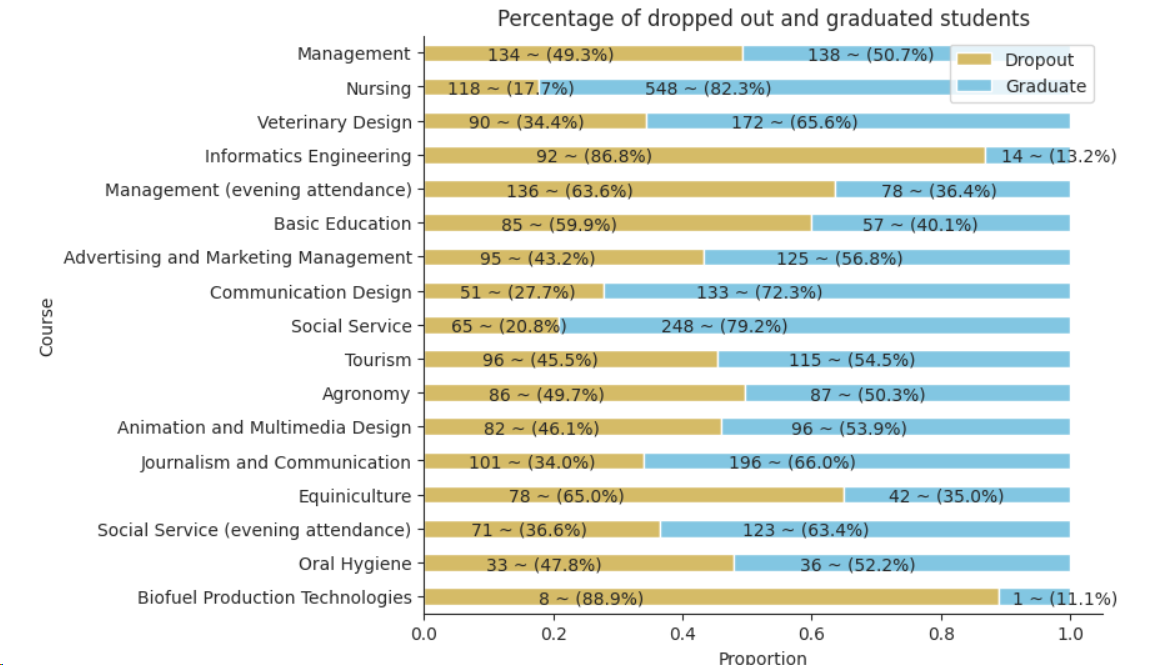 Percentage of dropped out and graduated students
Dropout
Graduate
Course
Management 134 ~ (49.3%) 138 ~ (50.7%)
Nursing 118 ~ (17.7%) 548 ~ (82.3%)
Veterinary Design 90 ~ (34.4%) 172 ~ (65.6%)
Informatics Engineering 92 ~ (86.8%) 14 ~ (13.2%)
Management (evening attendance) 136 ~ (63.6%) 78 ~ (36.4%)
Basic Education 85 ~ (59.9%) 57 ~ (40.1%)
Advertising and Marketing Management 95 ~ (43.2%) 125 ~ (56.8%)
Communication Design 51 ~ (27.7%) 133 ~ (72.3%)
Social Service 65 ~ (20.8%) 248 ~ (79.2%)
Tourism 96 ~ (45.5%) 115 ~ (54.5%)
Agronomy 86 ~ (49.7%) 87 ~ (50.3%)
Animation and Multimedia Design 82 ~ (46.1%) 96 ~ (53.9%)
Journalism and Communication 101 ~ (34.0%) 196 ~ (66.0%)
Equiniculture 78 ~ (65.0%) 42 ~ (35.0%)
Social Service (evening attendance) 71 ~ (36.6%) 123 ~ (63.4%)
Oral Hygiene 33 ~ (47.8%) 36 ~ (52.2%)
Biofuel Production Technologies 8 ~ (88.9%) 1 ~ (11.1%)
0.0 0.2 0.4 0.6 0.8 1.0
Proportion